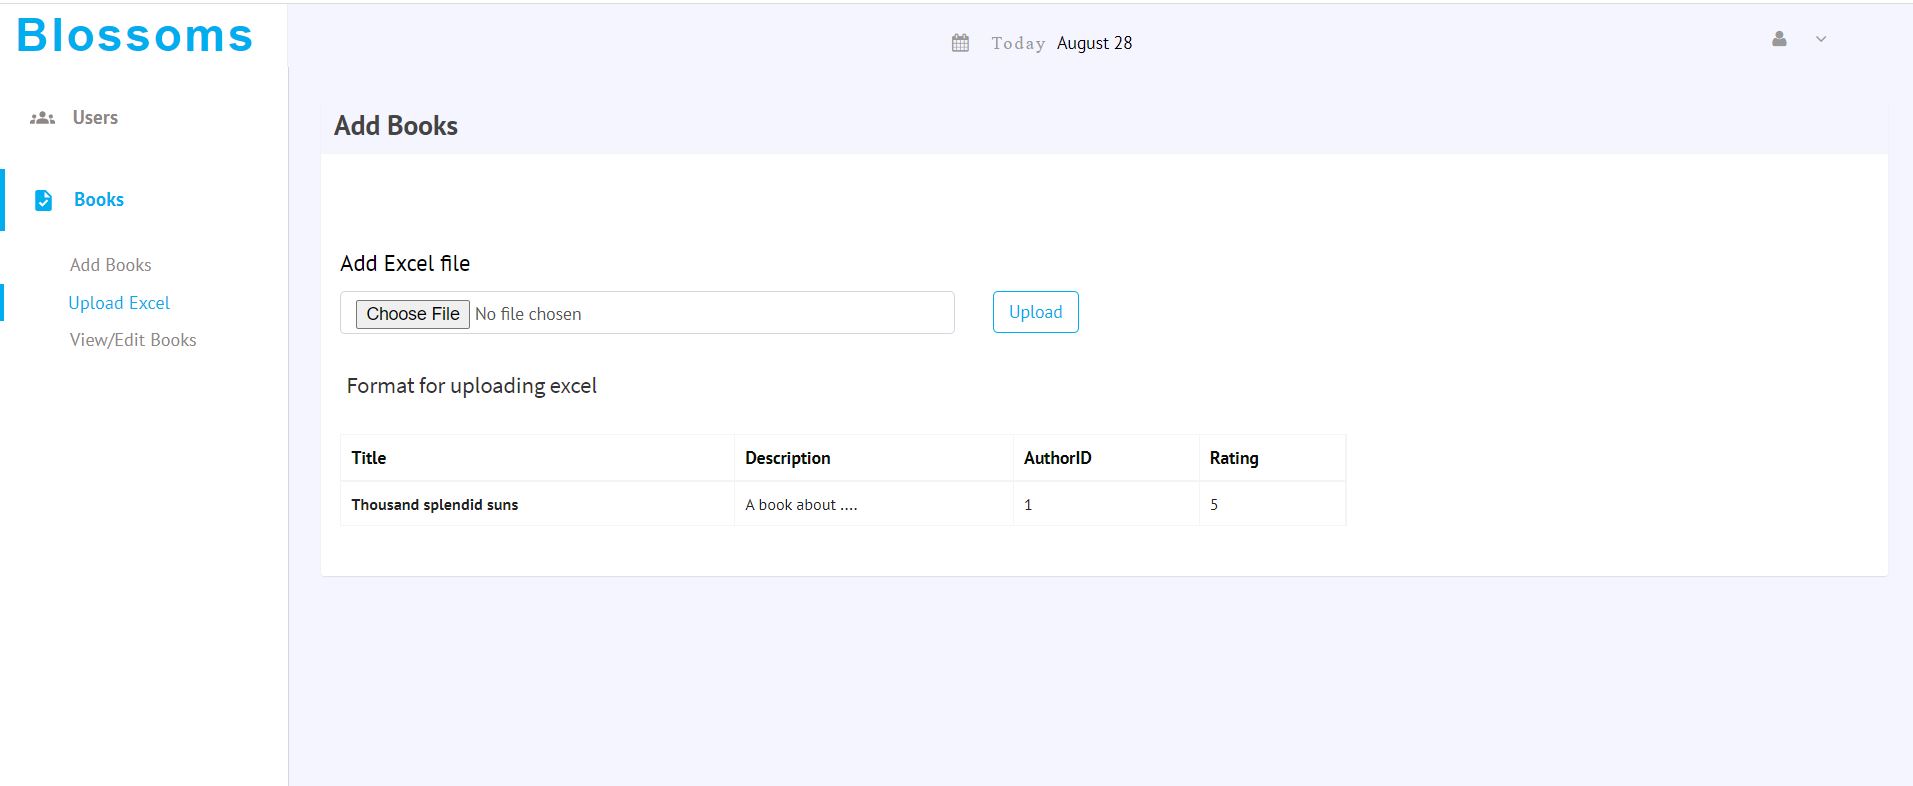 Blossoms
Today August 28
Users
Books
Add Books
Upload Excel
View/Edit Books
Add Books
Add Excel file
Choose File No file chosen
Upload
Format for uploading excel
Title Description AuthorID Rating
Thousand splendid suns A book about .... 1 5